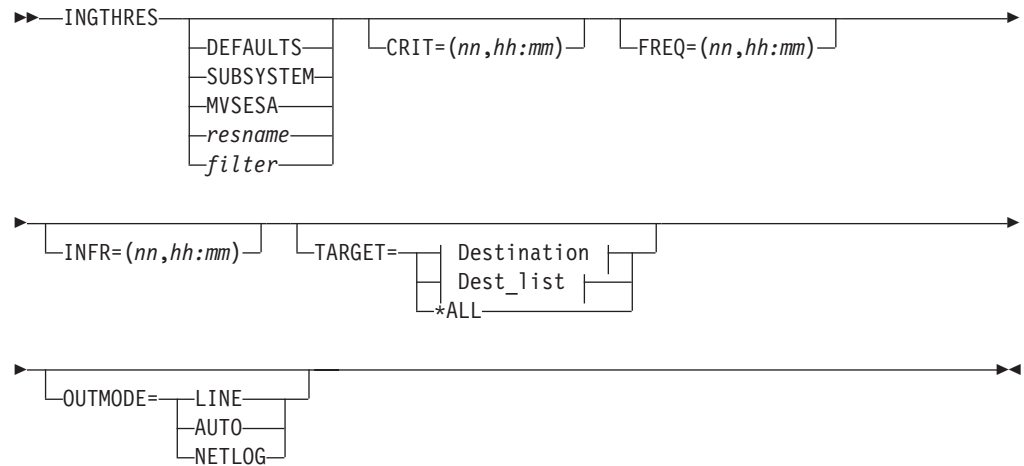 INGTHRES
DEFAULTS
SUBSYSTEM
MVSESA
resname
filter
CRIT=(nn,hh:mm)
FREQ=(nn,hh:mm)
INFR=(nn,hh:mm)
TARGET=
Destination
Dest_list
*ALL
OUTMODE=
LINE
AUTO
NETLOG